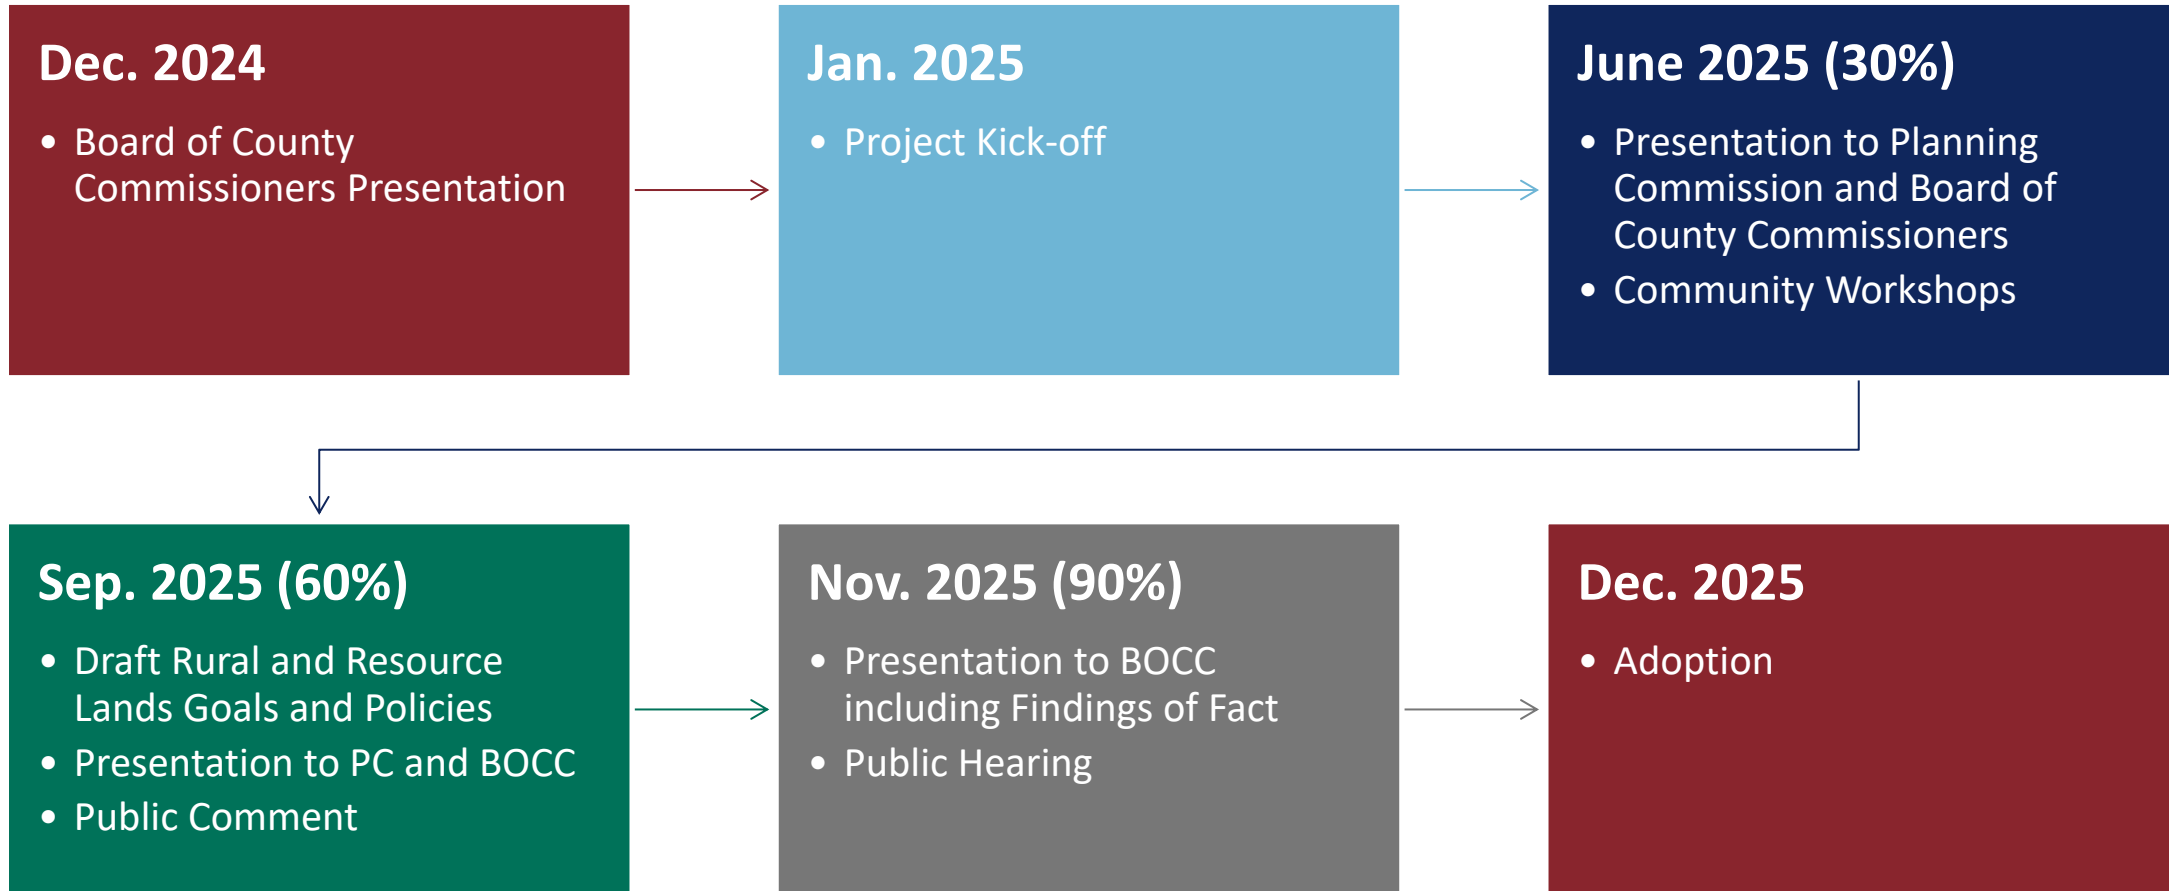 Dec. 2024
• Board of County
Commissioners Presentation
Jan. 2025
• Project Kick-off
June 2025 (30%)
• Presentation to Planning
Commission and Board of
County Commissioners
• Community Workshops
Sep. 2025 (60%)
• Draft Rural and Resource
Lands Goals and Policies
• Presentation to PC and BOCC
• Public Comment
Nov. 2025 (90%)
• Presentation to BOCC
including Findings of Fact
• Public Hearing
Dec. 2025
• Adoption